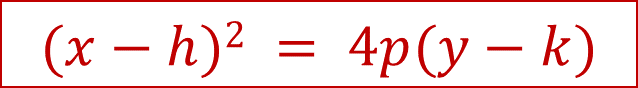 (x − h)² = 4p(y − k)